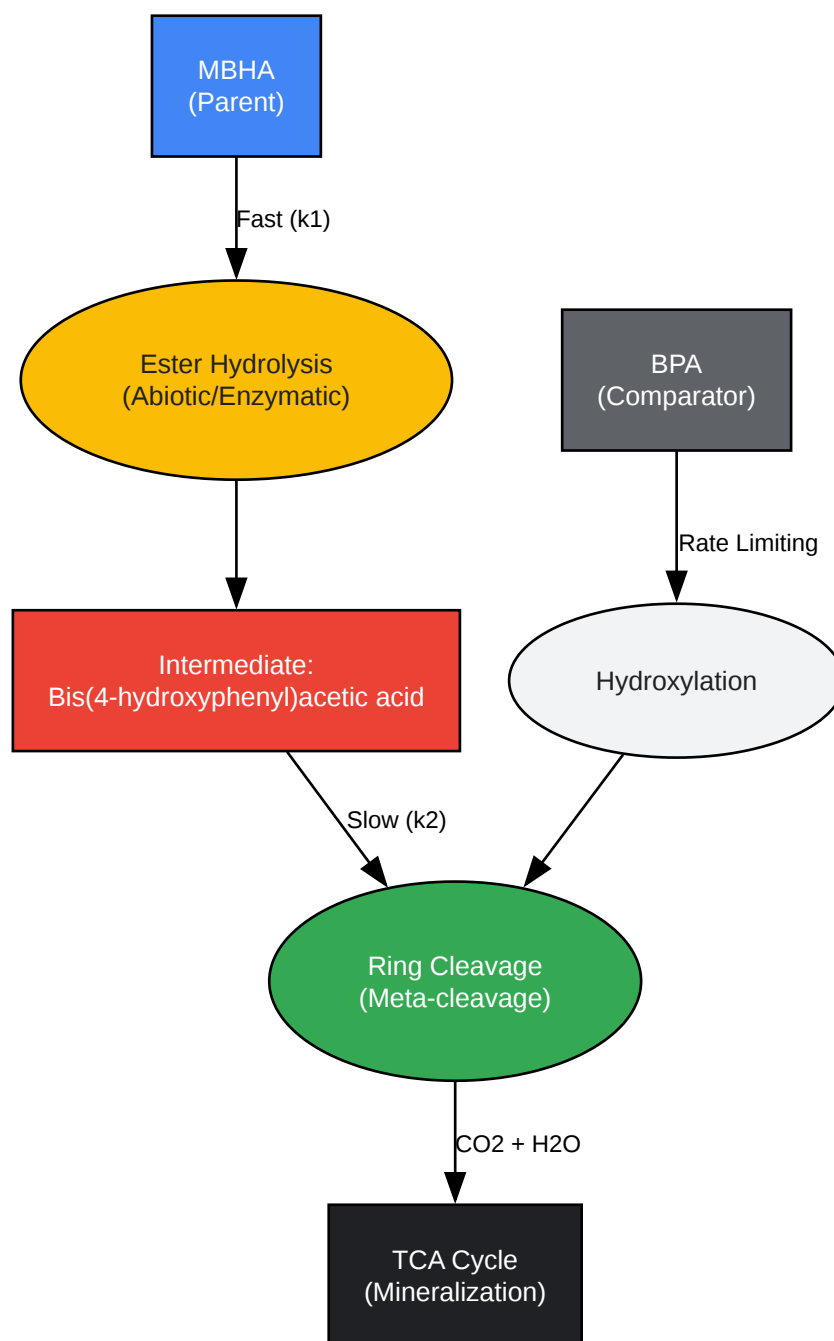 MBHA
(Parent)
Fast (k1)
Ester Hydrolysis
(Abiotic/Enzymatic)
BPA
(Comparator)
Rate Limiting
Intermediate:
Bis(4-hydroxyphenyl)acetic acid
Hydroxylation
Slow (k2)
Ring Cleavage
(Meta-cleavage)
CO2 + H2O
TCA Cycle
(Mineralization)